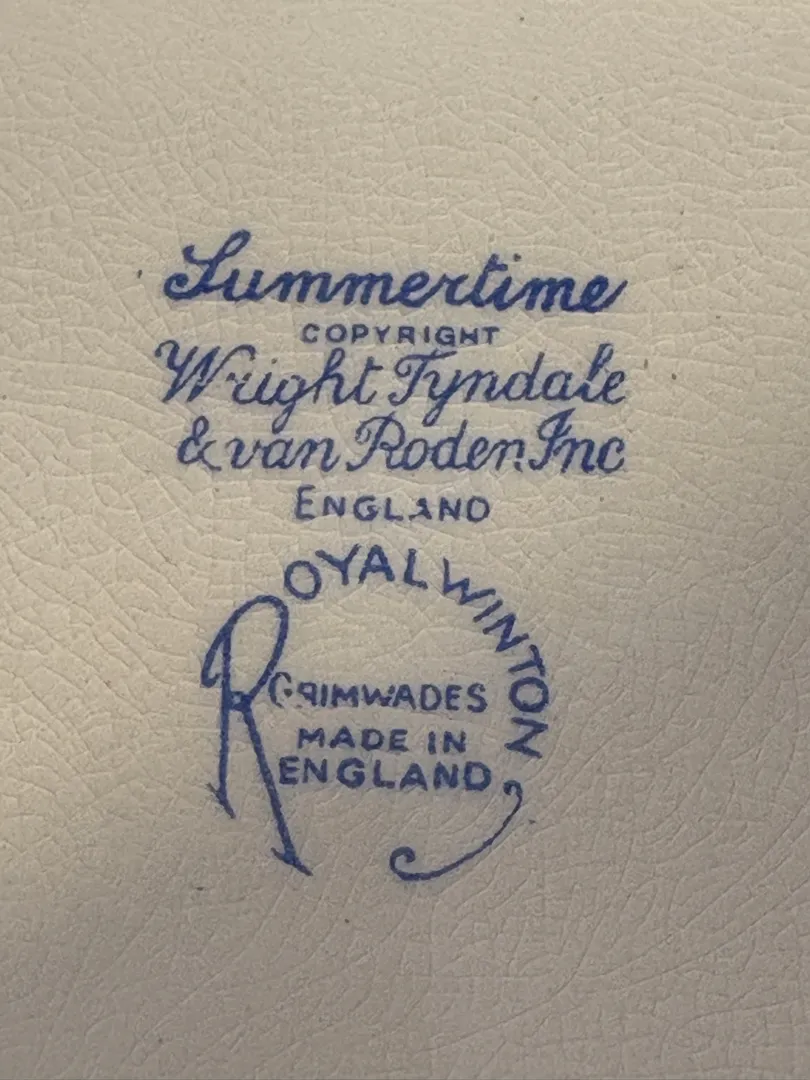 Summertime
COPYRIGHT
Wright Tyndale
& van Roden Inc
ENGLAND
ROYAL WINTON
GRIMWADES
MADE IN
ENGLAND